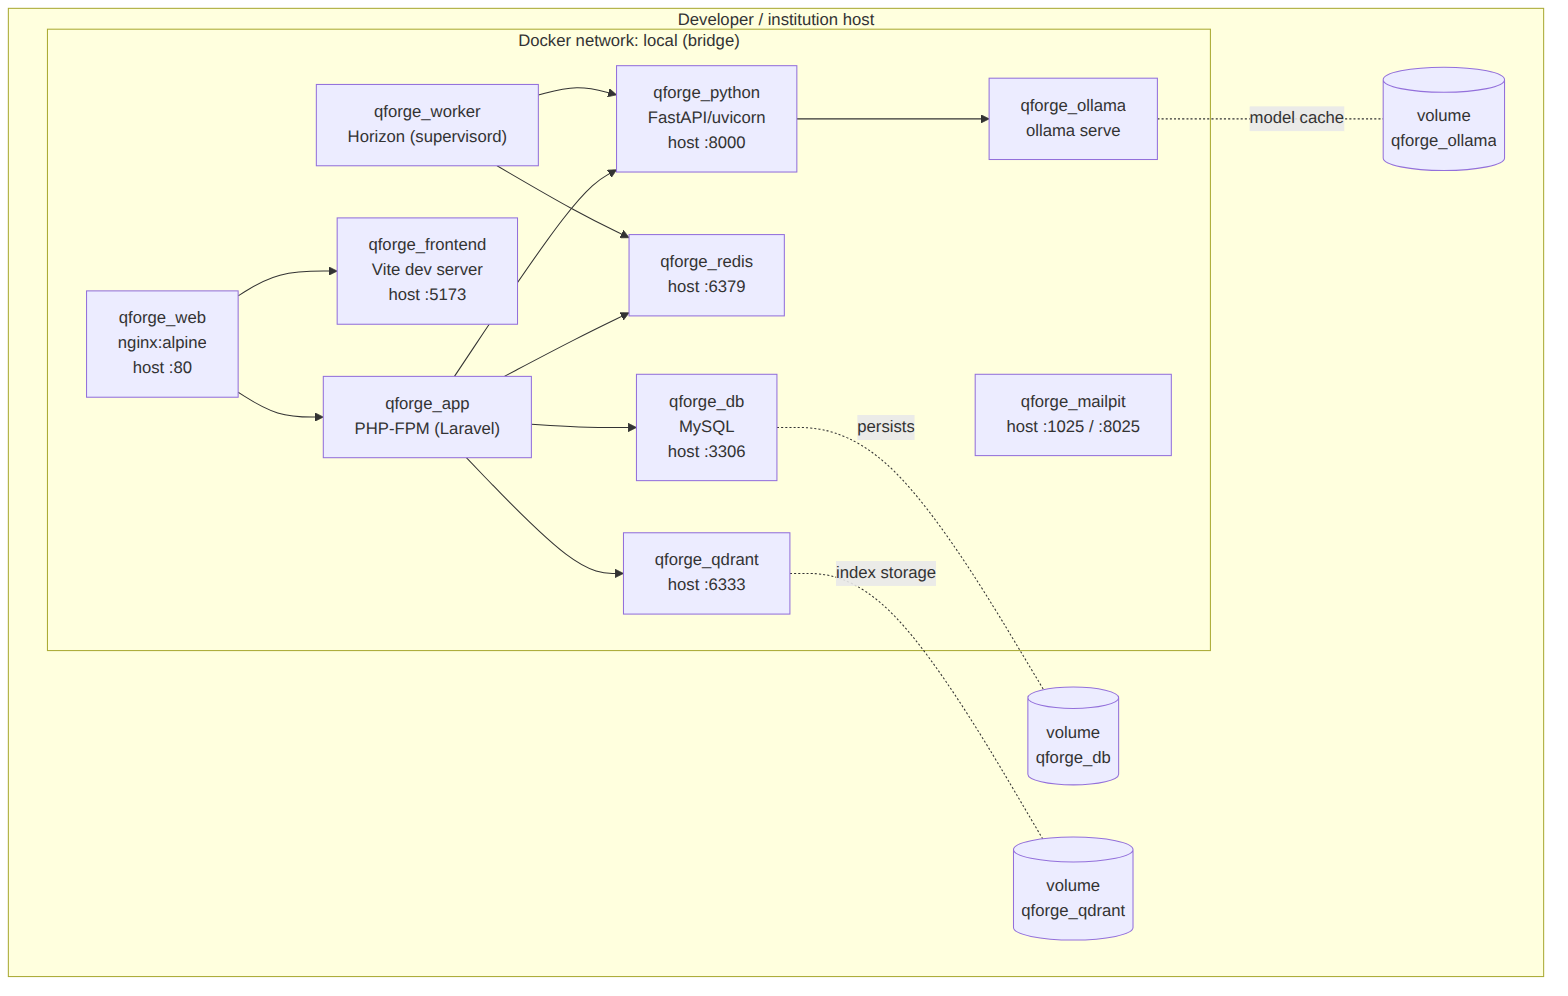 Developer / institution host
Docker network: local (bridge)
qforge_worker
Horizon (supervisord)
qforge_python
FastAPI/uvicorn
host :8000
qforge_ollama
ollama serve
model cache
volume
qforge_ollama
qforge_frontend
Vite dev server
host :5173
qforge_redis
host :6379
qforge_web
nginx:alpine
host :80
qforge_app
PHP-FPM (Laravel)
qforge_db
MySQL
host :3306
persists
qforge_mailpit
host :1025 / :8025
qforge_qdrant
host :6333
index storage
volume
qforge_db
volume
qforge_qdrant